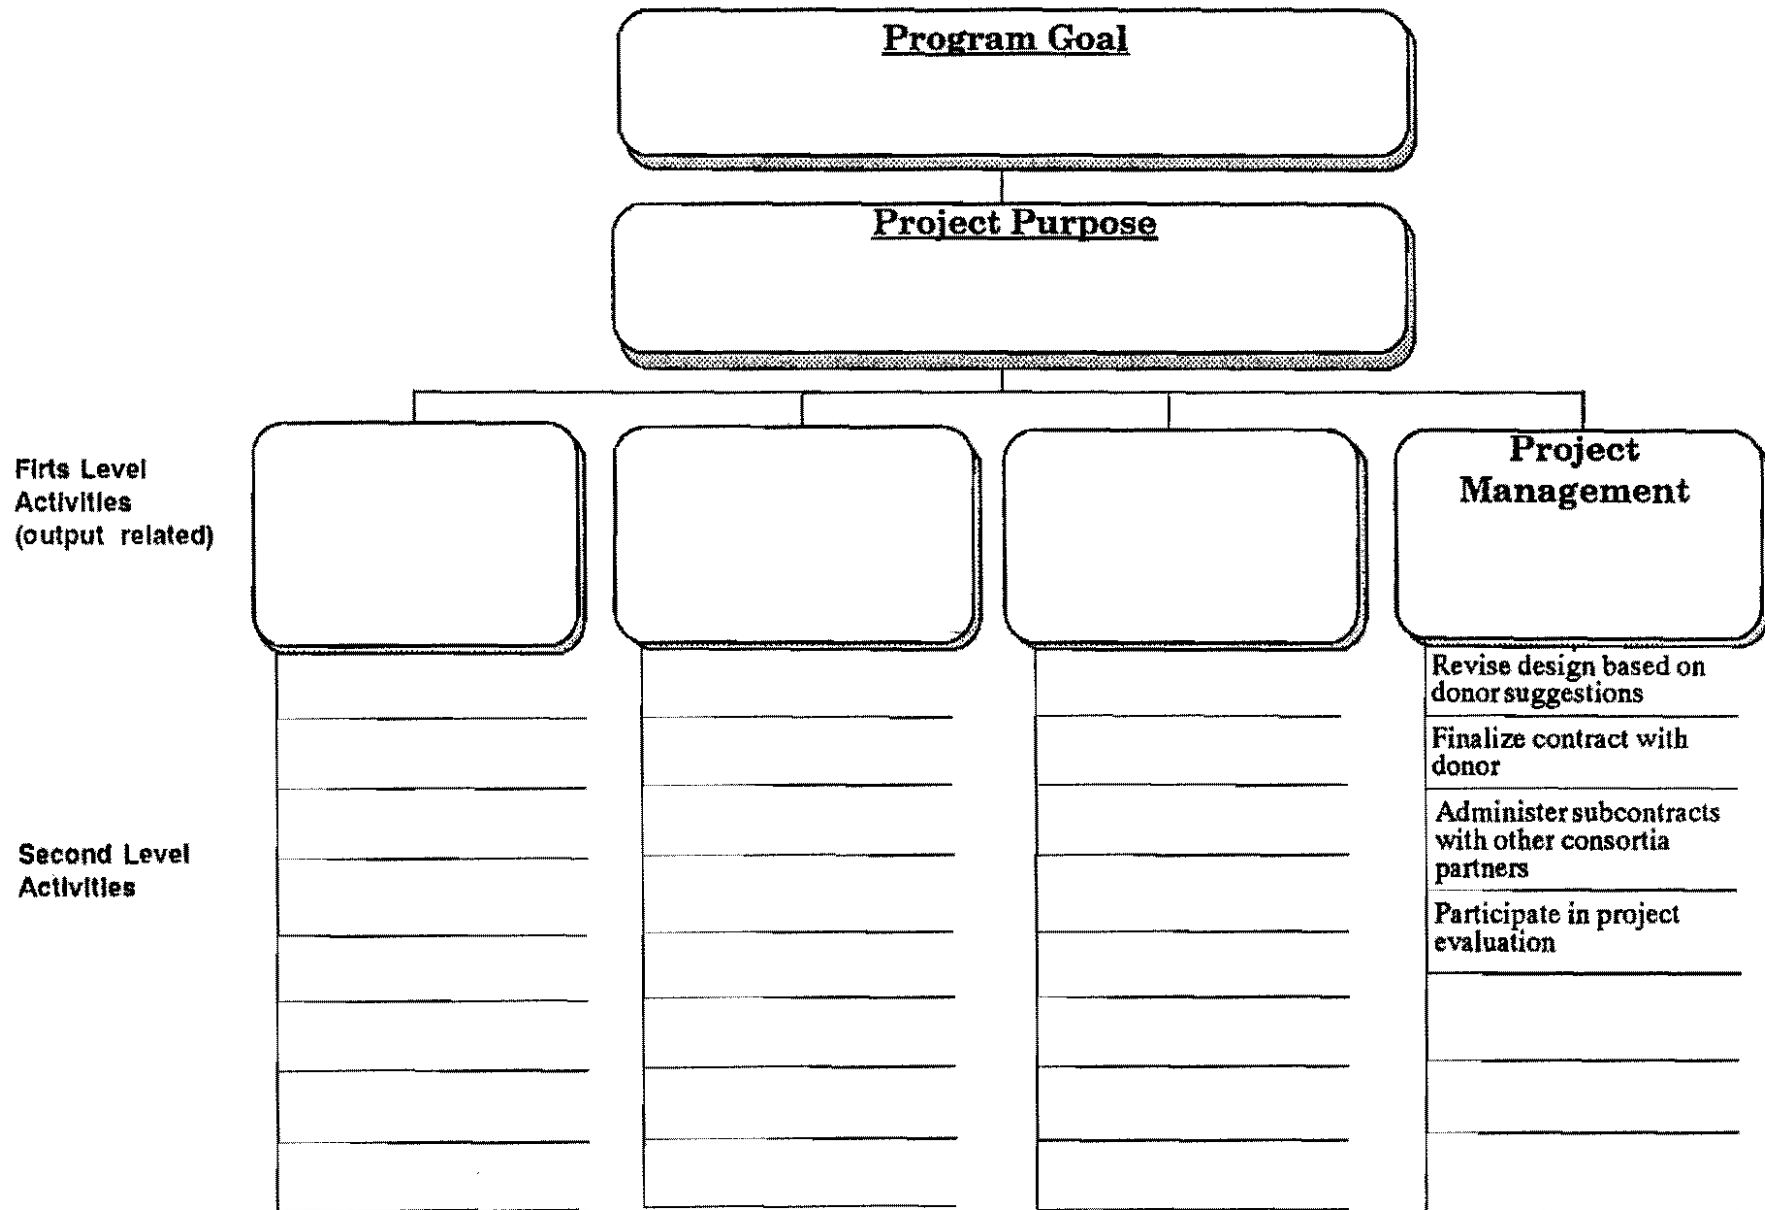 Program Goal
Project Purpose
Firts Level
Activities
(output related)
Project
Management
Second Level
Activities
Revise design based on
donor suggestions
Finalize contract with
donor
Administer subcontracts
with other consortia
partners
Participate in project
evaluation